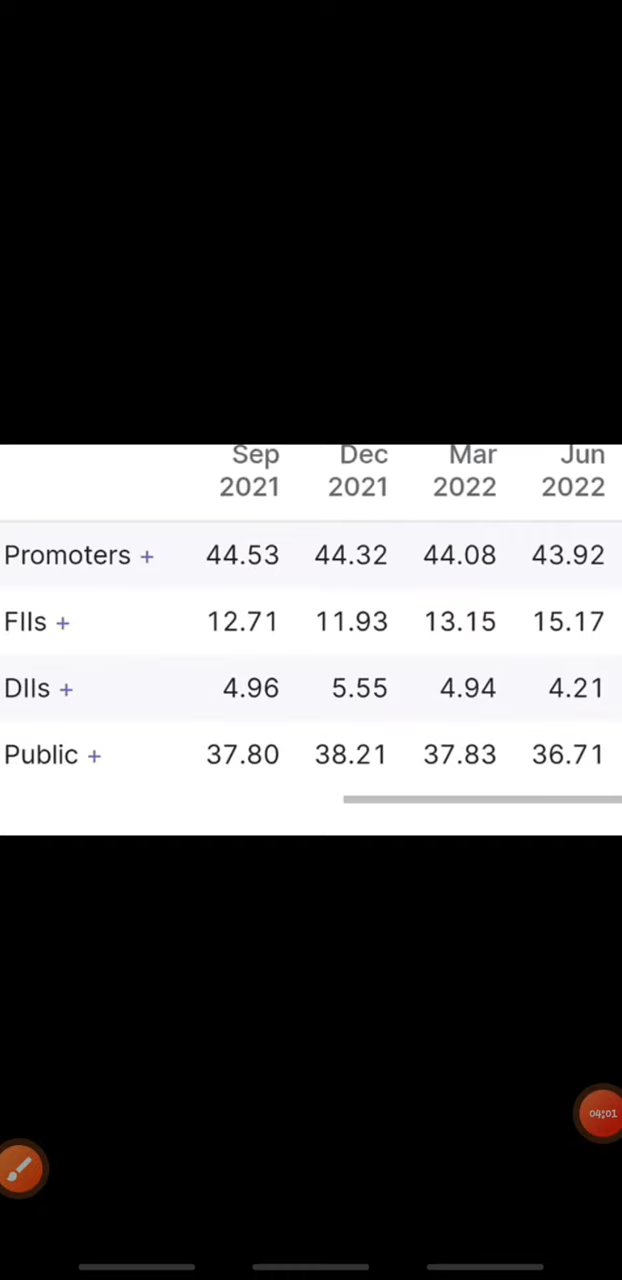 Sep Dec Mar Jun
2021 2021 2022 2022
Promoters + 44.53 44.32 44.08 43.92
FIIs + 12.71 11.93 13.15 15.17
DIIs + 4.96 5.55 4.94 4.21
Public + 37.80 38.21 37.83 36.71
04:01